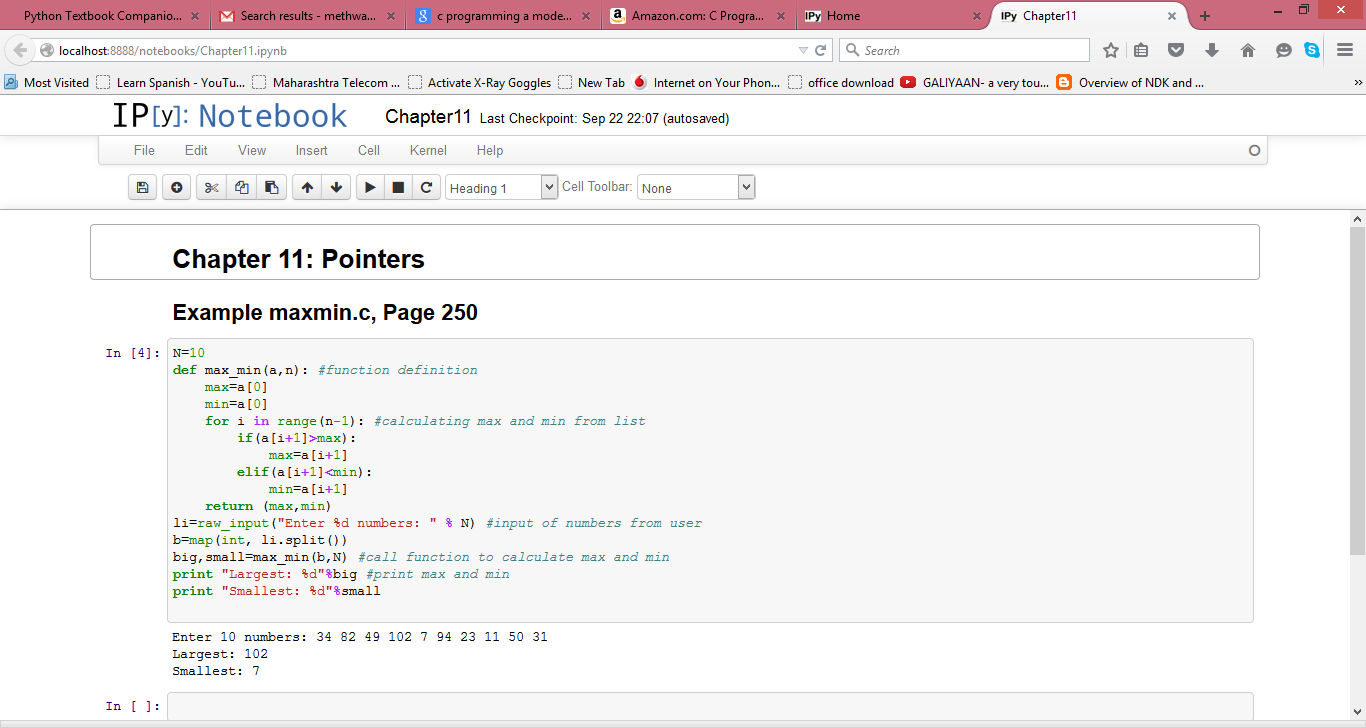 Python Textbook Companio... Search results - methwa... c programming a mode... Amazon.com: C Progra... IPy Home IPy Chapter11
localhost:8888/notebooks/Chapter11.ipynb Search
Most Visited Learn Spanish - YouTu... Maharashtra Telecom ... Activate X-Ray Goggles New Tab Internet on Your Phon... office download GALIYAAN- a very tou... Overview of NDK and ... »
IP[y]: Notebook Chapter11 Last Checkpoint: Sep 22 22:07 (autosaved)
File Edit View Insert Cell Kernel Help
Heading 1 Cell Toolbar: None
Chapter 11: Pointers
Example maxmin.c, Page 250
In [4]: N=10
def max_min(a,n): #function definition
    max=a[0]
    min=a[0]
    for i in range(n-1): #calculating max and min from list
        if(a[i+1]>max):
            max=a[i+1]
        elif(a[i+1]<min):
            min=a[i+1]
    return (max,min)
li=raw_input("Enter %d numbers: " % N) #input of numbers from user
b=map(int, li.split())
big,small=max_min(b,N) #call function to calculate max and min
print "Largest: %d"%big #print max and min
print "Smallest: %d"%small
Enter 10 numbers: 34 82 49 102 7 94 23 11 50 31
Largest: 102
Smallest: 7
In [ ]: